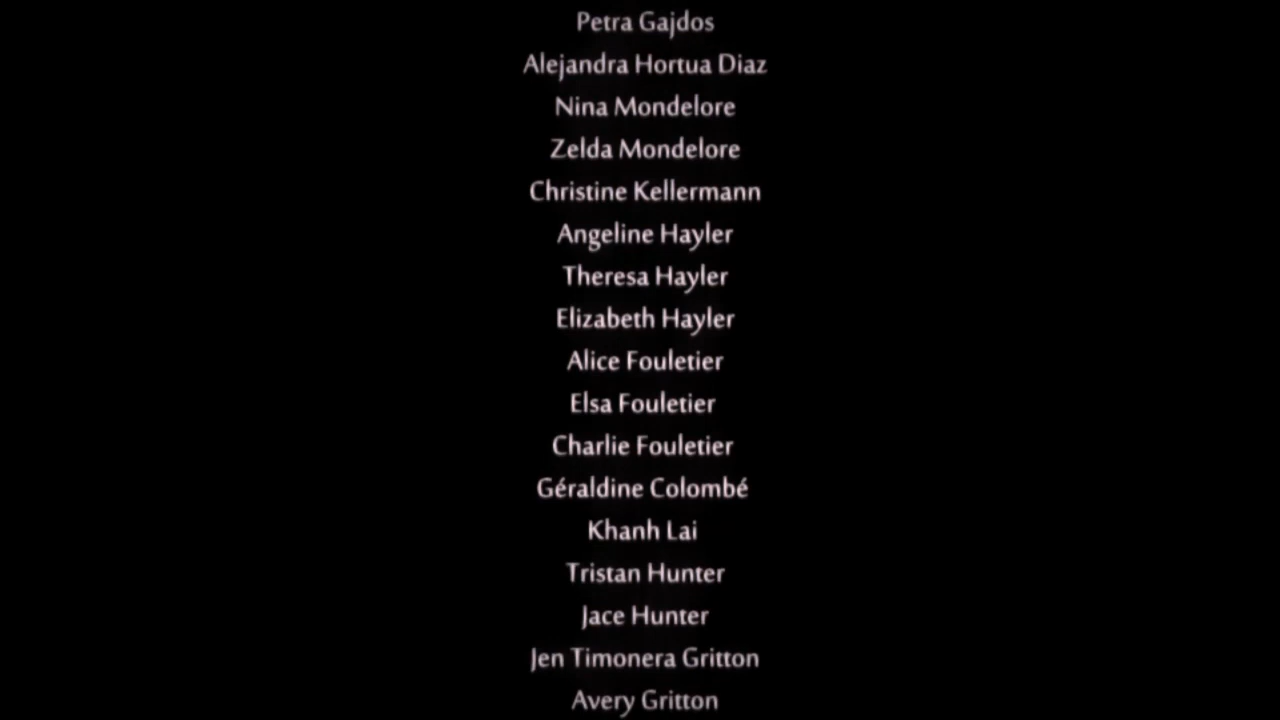 Petra Gajdos
Alejandra Hortua Diaz
Nina Mondelore
Zelda Mondelore
Christine Kellermann
Angeline Hayler
Theresa Hayler
Elizabeth Hayler
Alice Fouletier
Elsa Fouletier
Charlie Fouletier
Géraldine Colombé
Khanh Lai
Tristan Hunter
Jace Hunter
Jen Timonera Gritton
Avery Gritton